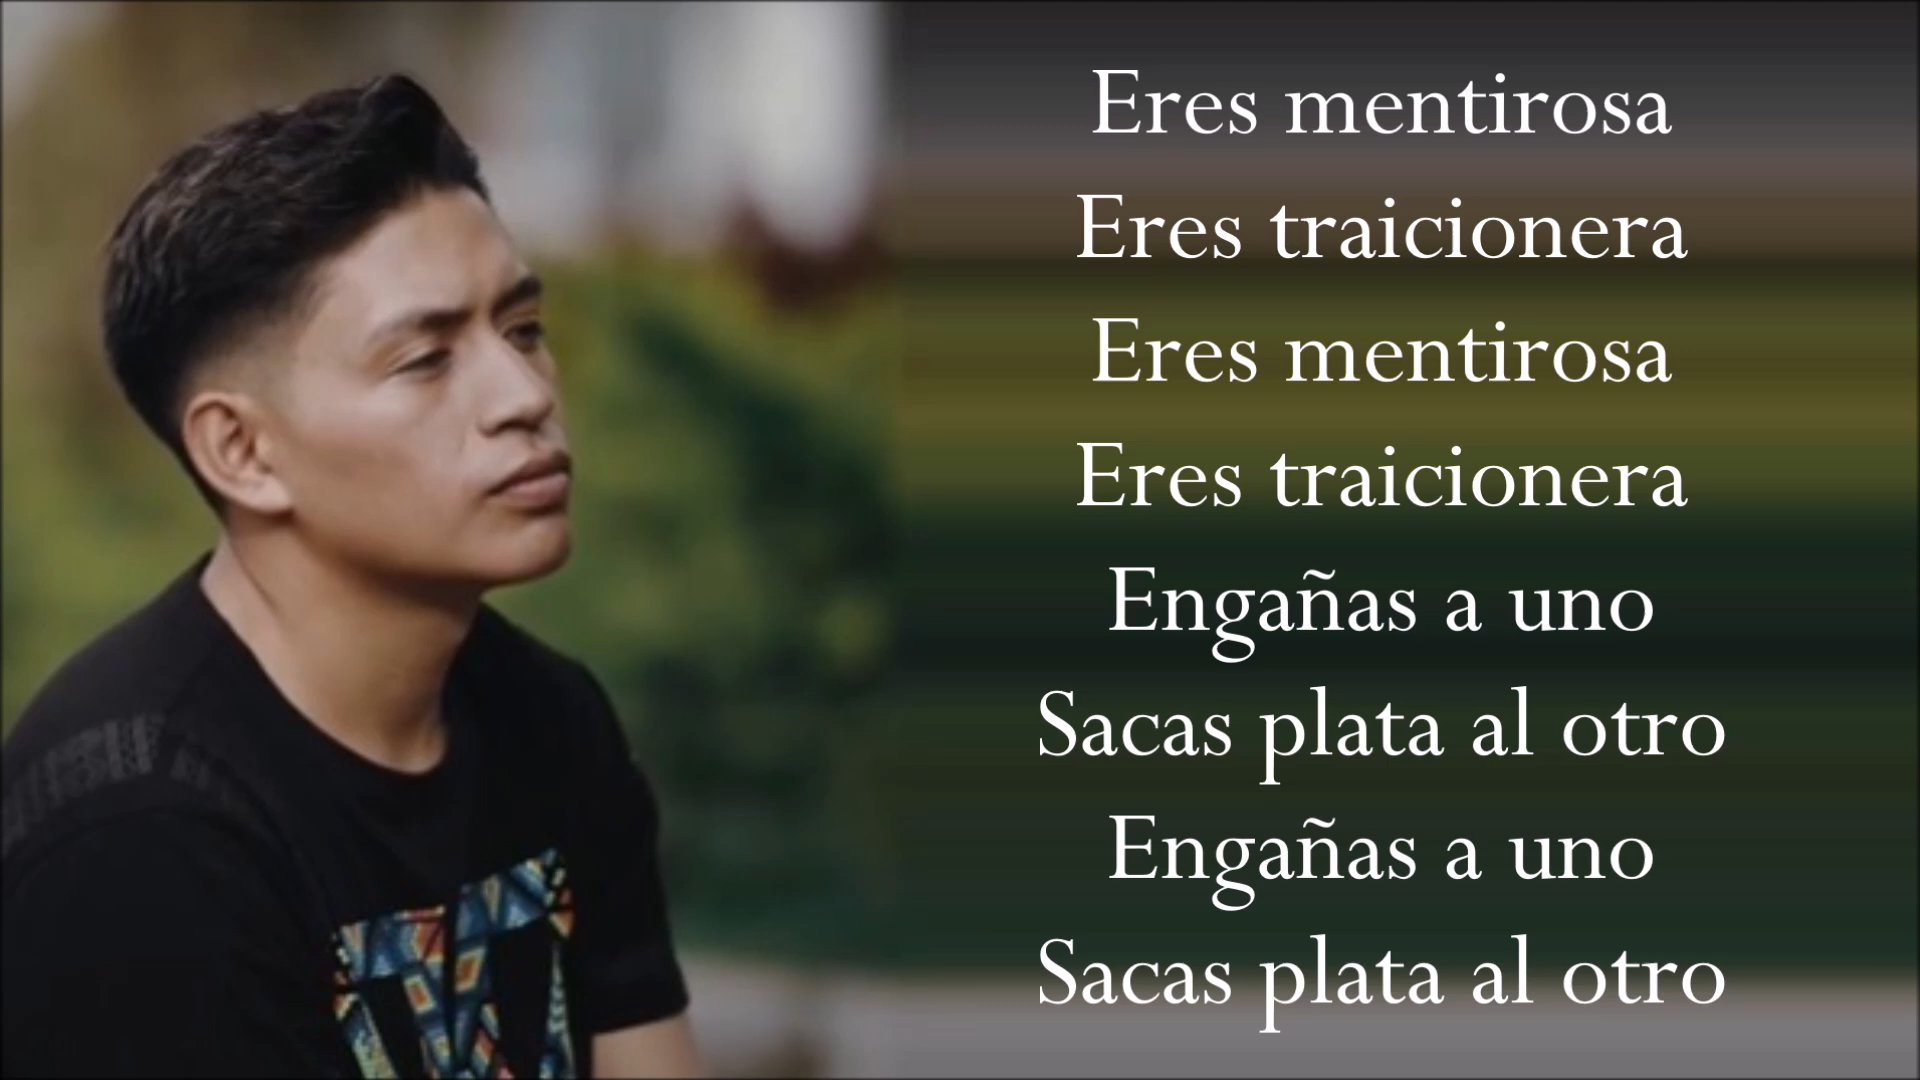 Eres mentirosa
Eres traicionera
Eres mentirosa
Eres traicionera
Engañas a uno
Sacas plata al otro
Engañas a uno
Sacas plata al otro